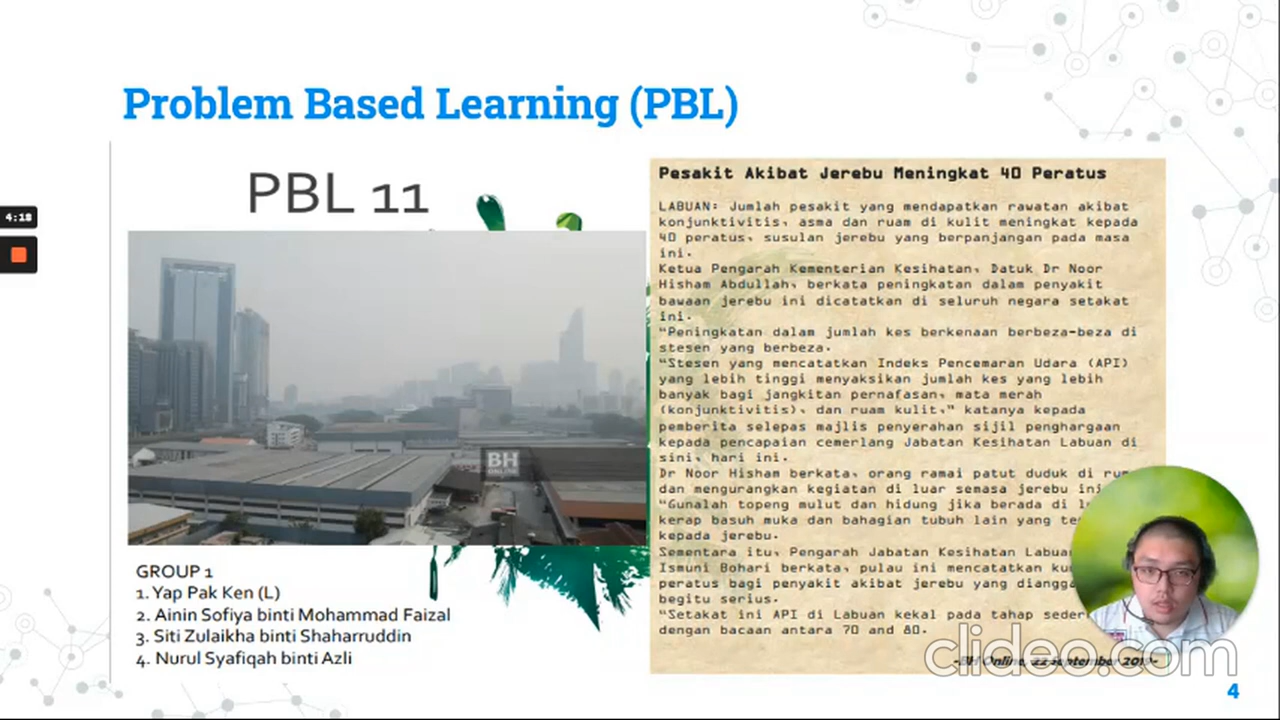 Problem Based Learning (PBL)
PBL 11
4:18
BH
ONLINE
GROUP 1
1. Yap Pak Ken (L)
2. Ainin Sofiya binti Mohammad Faizal
3. Siti Zulaikha binti Shaharruddin
4. Nurul Syafiqah binti Azli
Pesakit Akibat Jerebu Meningkat 40 Peratus
LABUAN: Jumlah pesakit yang mendapatkan rawatan akibat
konjunktivitis, asma dan ruam di kulit meningkat kepada
40 peratus, susulan jerebu yang berpanjangan pada masa
ini.
Ketua Pengarah Kementerian Kesihatan, Datuk Dr Noor
Hisham Abdullah, berkata peningkatan dalam penyakit
bawaan jerebu ini dicatatkan di seluruh negara setakat
ini.
“Peningkatan dalam jumlah kes berkenaan berbeza-beza di
stesen yang berbeza.
“Stesen yang mencatatkan Indeks Pencemaran Udara (API)
yang lebih tinggi menyaksikan jumlah kes yang lebih
banyak bagi jangkitan pernafasan, mata merah
(konjunktivitis), dan ruam kulit,” katanya kepada
pemberita selepas majlis penyerahan sijil penghargaan
kepada pencapaian cemerlang Jabatan Kesihatan Labuan di
sini, hari ini.
Dr Noor Hisham berkata, orang ramai patut duduk di
dan mengurangkan kegiatan di luar semasa jerebu ini
“Gunalah topeng mulut dan hidung jika berada di
kerap basuh muka dan bahagian tubuh lain yang
kepada jerebu.
Sementara itu, Pengarah Jabatan Kesihatan Labuan
Ismuni Bohari berkata, pulau ini mencatatkan
peratus bagi penyakit akibat jerebu yang
begitu serius.
“Setakat ini API di Labuan kekal pada tahap
dengan bacaan antara 70 and 80.
-BH Online, 22 September 2019-
clideo.com
4